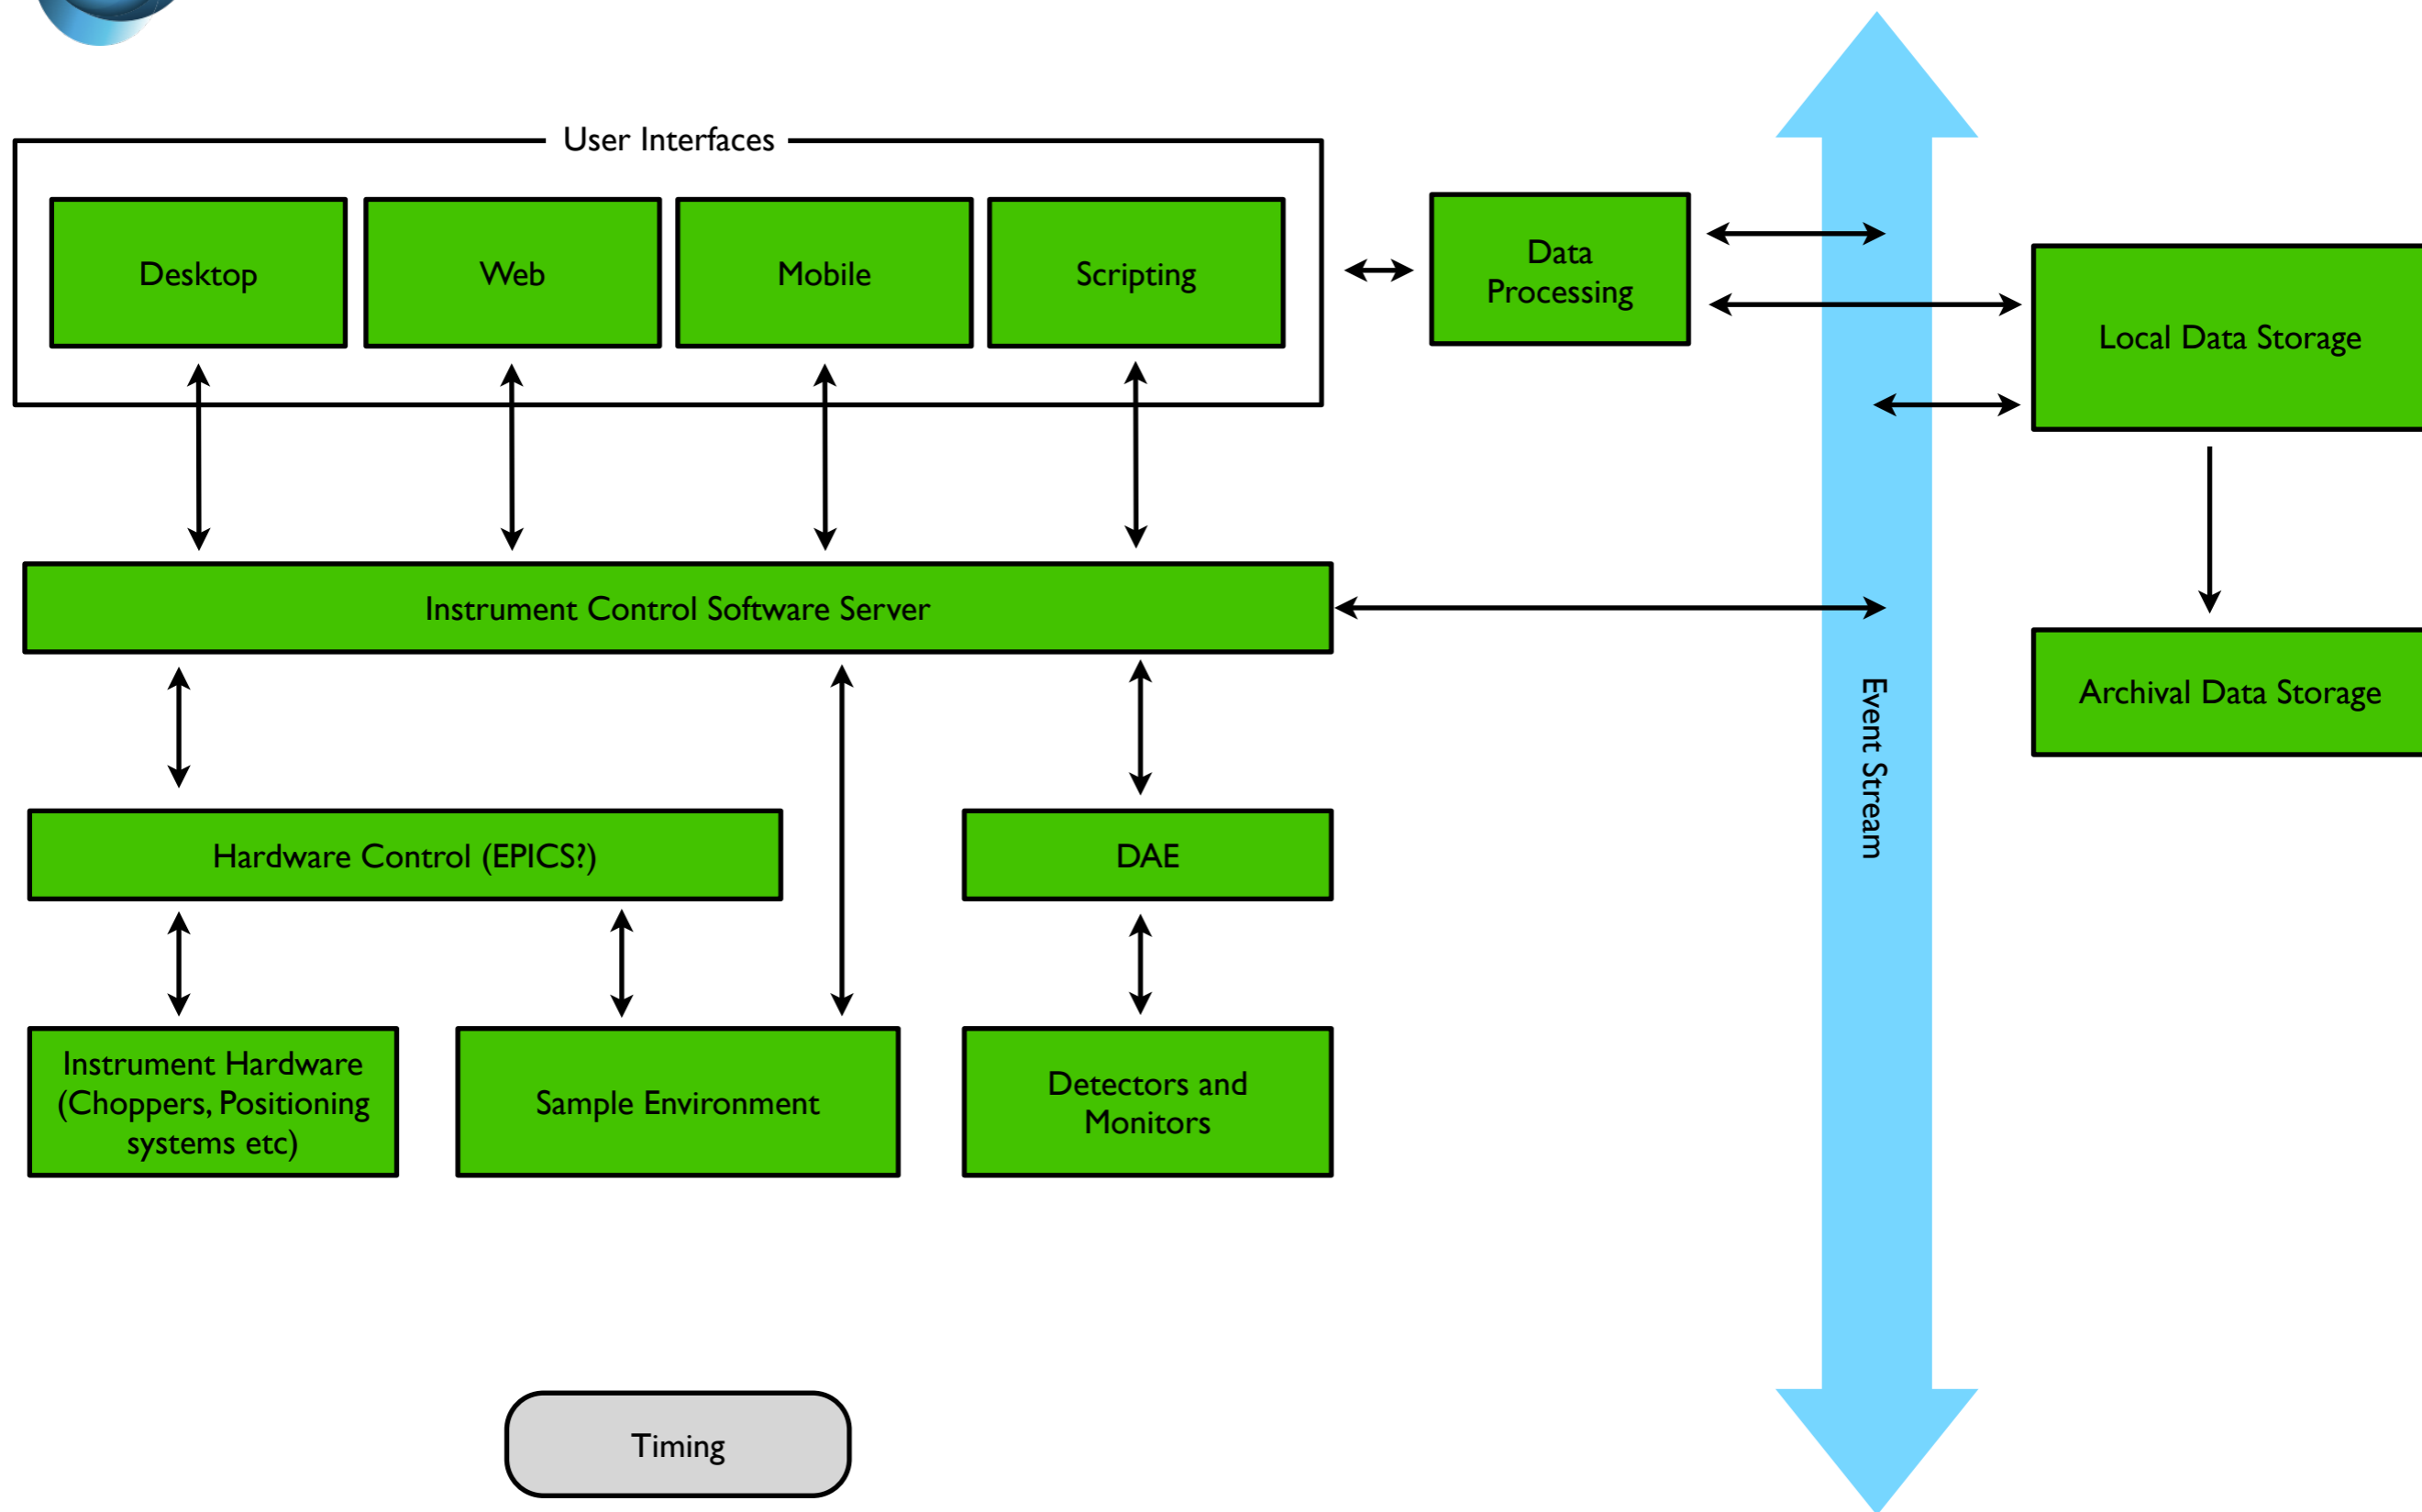 User Interfaces
Desktop
Web
Mobile
Scripting
Data
Processing
Local Data Storage
Instrument Control Software Server
Event Stream
Archival Data Storage
Hardware Control (EPICS?)
DAE
Instrument Hardware
(Choppers, Positioning
systems etc)
Sample Environment
Detectors and
Monitors
Timing